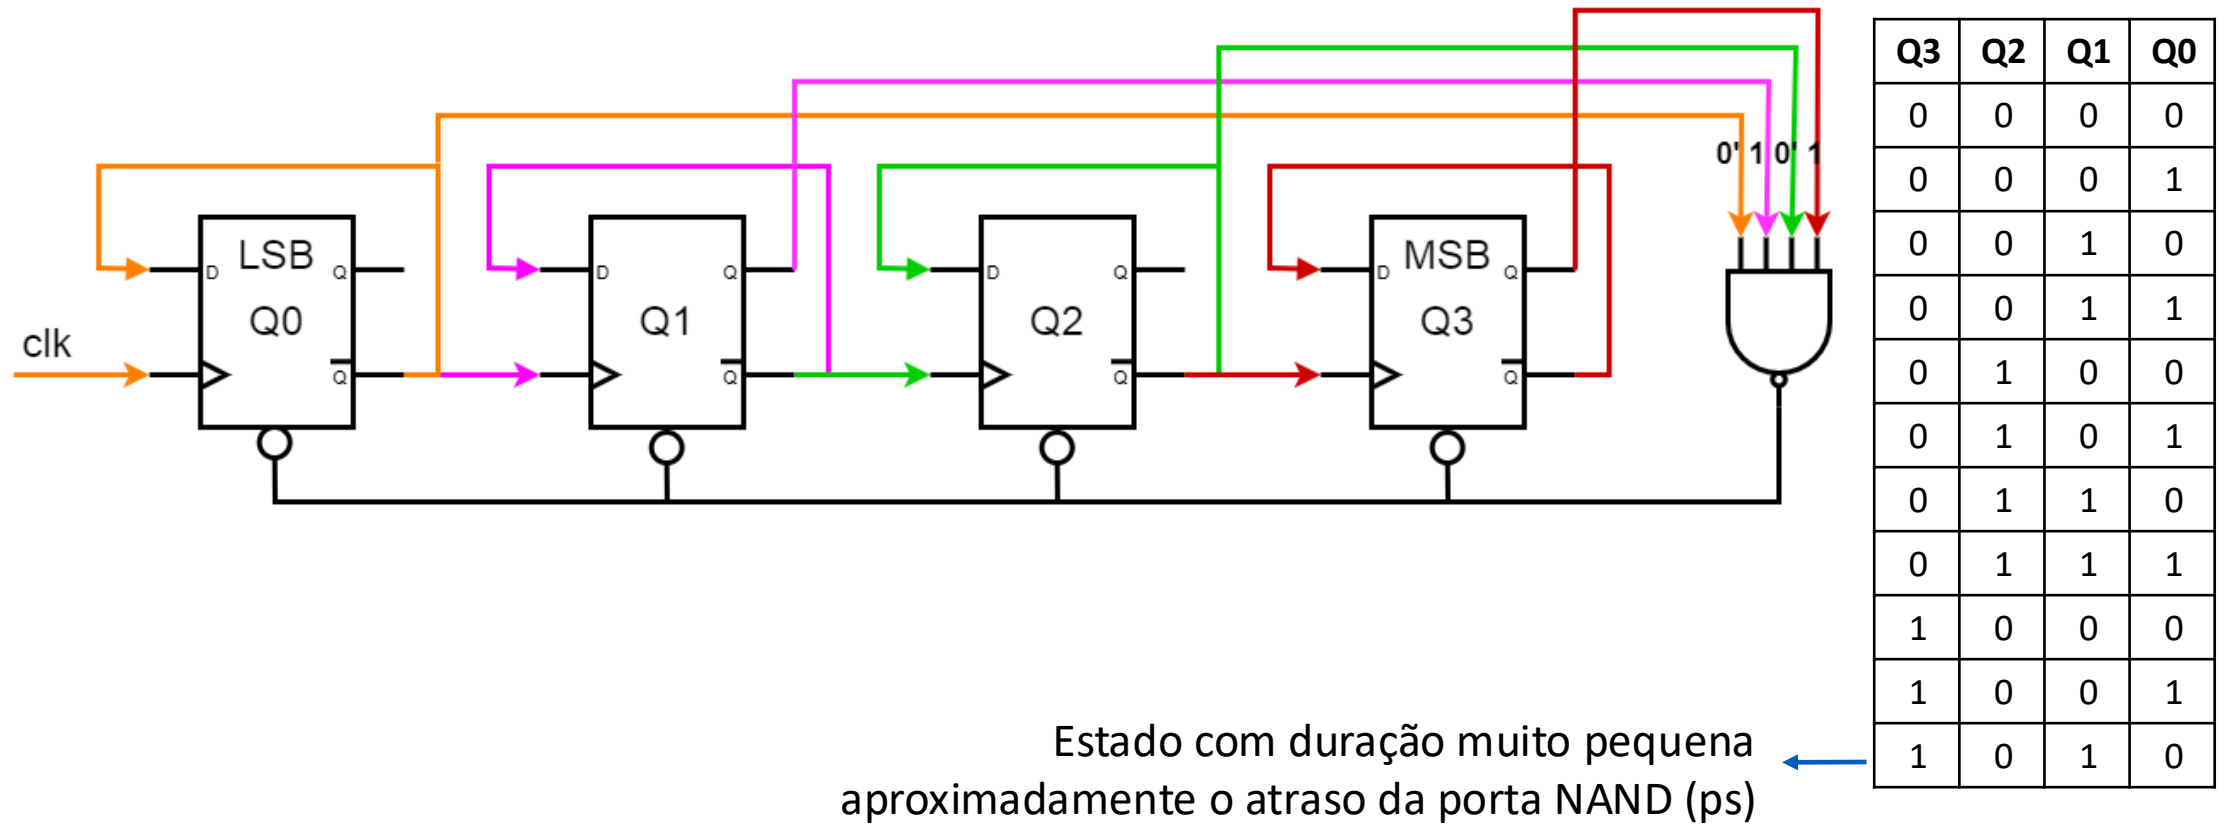 Q3 Q2 Q1 Q0
0 0 0 0
0 0 0 1
0 0 1 0
0 0 1 1
0 1 0 0
0 1 0 1
0 1 1 0
0 1 1 1
1 0 0 0
1 0 0 1
1 0 1 0
0' 1 0' 1
clk
D LSB Q
Q0
Q
D Q
Q1
Q
D Q
Q2
Q
D MSB Q
Q3
Q
Estado com duração muito pequena
aproximadamente o atraso da porta NAND (ps)